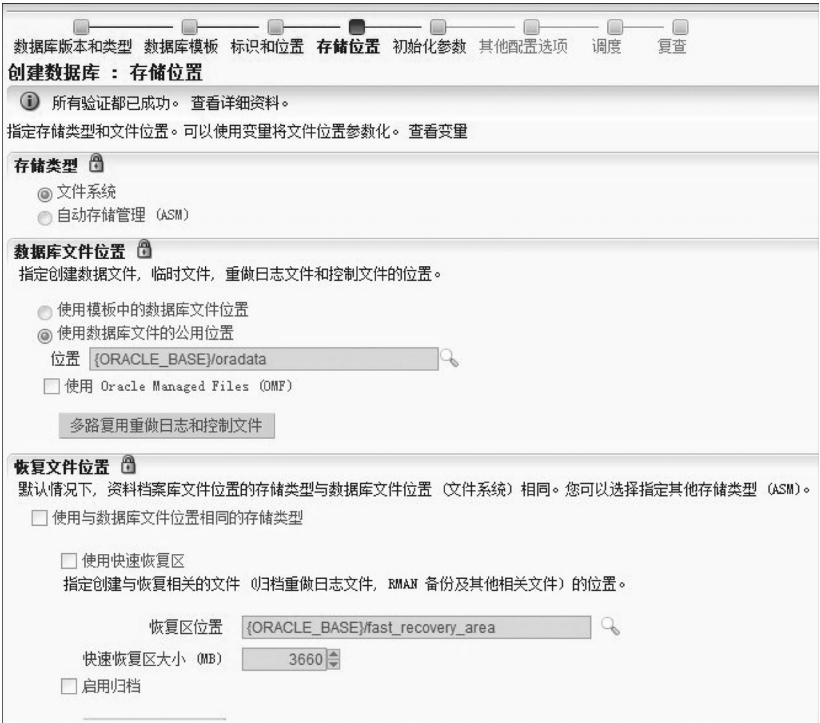 数据库版本和类型 数据库模板 标识和位置 存储位置 初始化参数 其他配置选项 调度 复查
创建数据库 : 存储位置
所有验证都已成功。查看详细资料。
指定存储类型和文件位置。可以使用变量将文件位置参数化。 查看变量
存储类型
文件系统
自动存储管理 (ASM)
数据库文件位置
指定创建数据文件, 临时文件, 重做日志文件和控制文件的位置。
使用模板中的数据库文件位置
使用数据库文件的公用位置
位置 {ORACLE_BASE}/oradata
使用 Oracle Managed Files (OMF)
多路复用重做日志和控制文件
恢复文件位置
默认情况下, 资料档案库文件位置的存储类型与数据库文件位置 (文件系统) 相同。您可以选择指定其他存储类型 (ASM)。
使用与数据库文件位置相同的存储类型
使用快速恢复区
指定创建与恢复相关的文件 (归档重做日志文件, RMAN 备份及其他相关文件) 的位置。
恢复区位置 {ORACLE_BASE}/fast_recovery_area
快速恢复区大小 (MB) 3660
启用归档